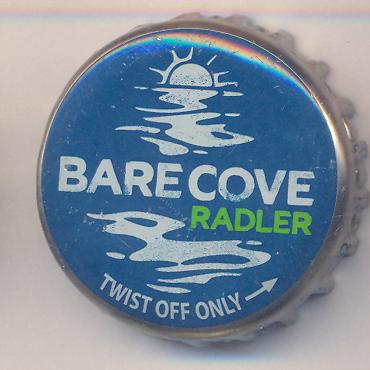 BARE COVE
RADLER
TWIST OFF ONLY →